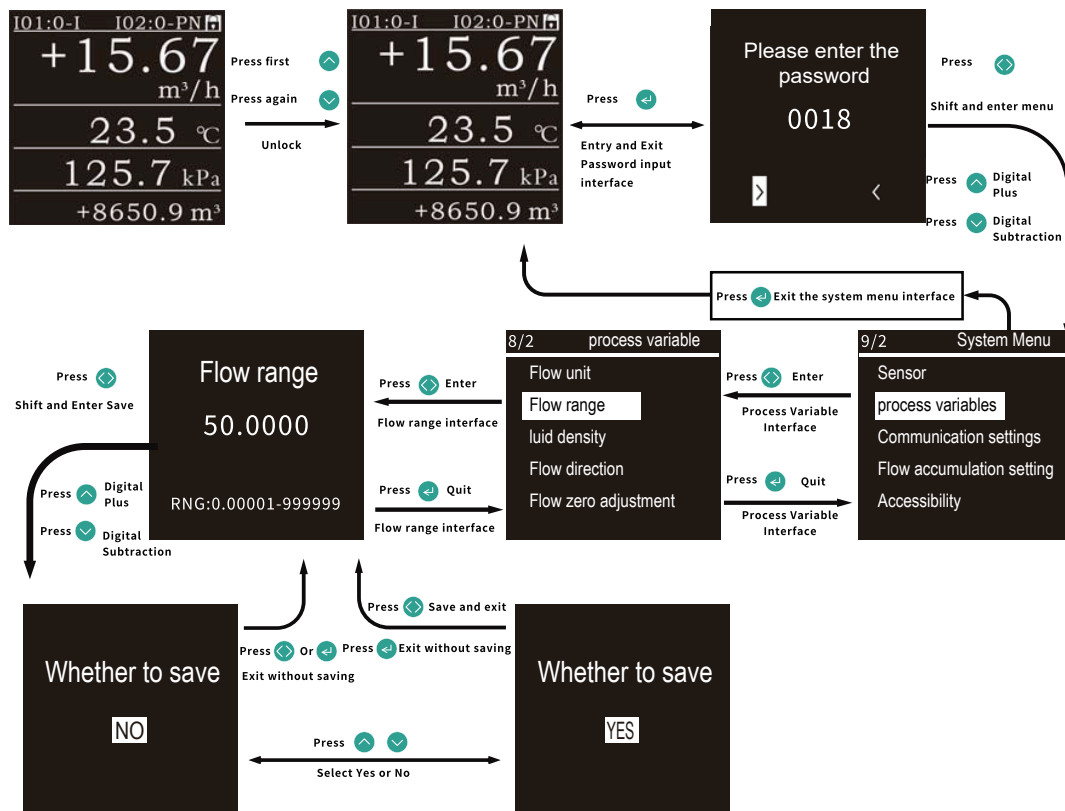 I01:0-I I02:0-PN
+15.67
m³/h
23.5 ℃
125.7 kPa
+8650.9 m³
Press first
Press again
Unlock
I01:0-I I02:0-PN
+15.67
m³/h
23.5 ℃
125.7 kPa
+8650.9 m³
Press
Entry and Exit
Password input
interface
Please enter the
password
0018
Press
Shift and enter menu
Press Digital
Plus
Press Digital
Subtraction
Press Exit the system menu interface
Press
Shift and Enter Save
Press Digital
Plus
Press Digital
Subtraction
Flow range
50.0000
RNG:0.00001-999999
Press Enter
Flow range interface
Press Quit
Flow range interface
8/2 process variable
Flow unit
Flow range
luid density
Flow direction
Flow zero adjustment
Press Enter
Process Variable
Interface
Press Quit
Process Variable
Interface
9/2 System Menu
Sensor
process variables
Communication settings
Flow accumulation setting
Accessibility
Whether to save
NO
Press Or
Exit without saving
Press Save and exit
Press Exit without saving
Press
Select Yes or No
Whether to save
YES